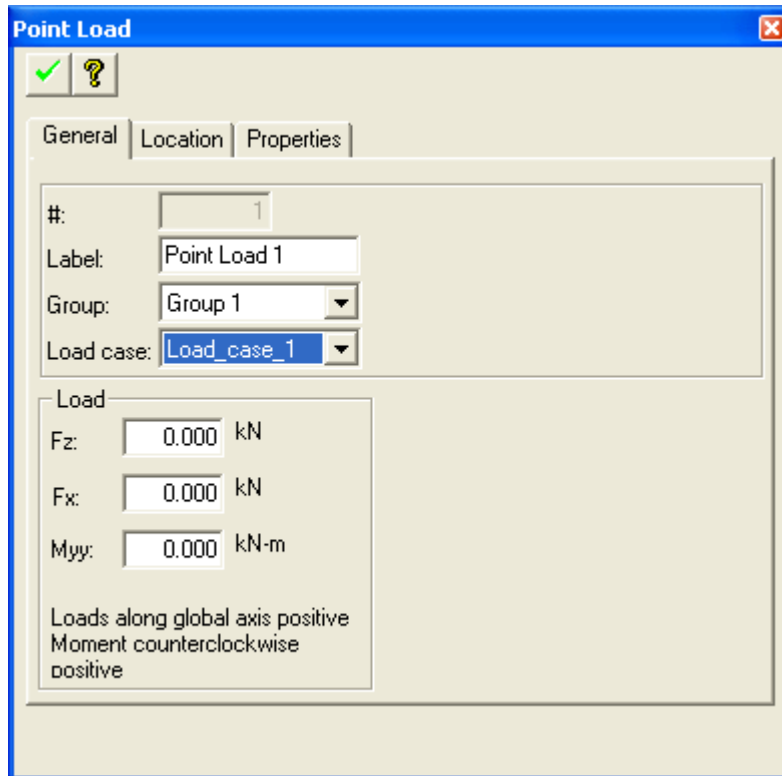 Point Load
General Location Properties
#: 1
Label: Point Load 1
Group: Group 1
Load case: Load_case_1
Load
Fz: 0.000 kN
Fx: 0.000 kN
Myy: 0.000 kN-m
Loads along global axis positive
Moment counterclockwise
positive